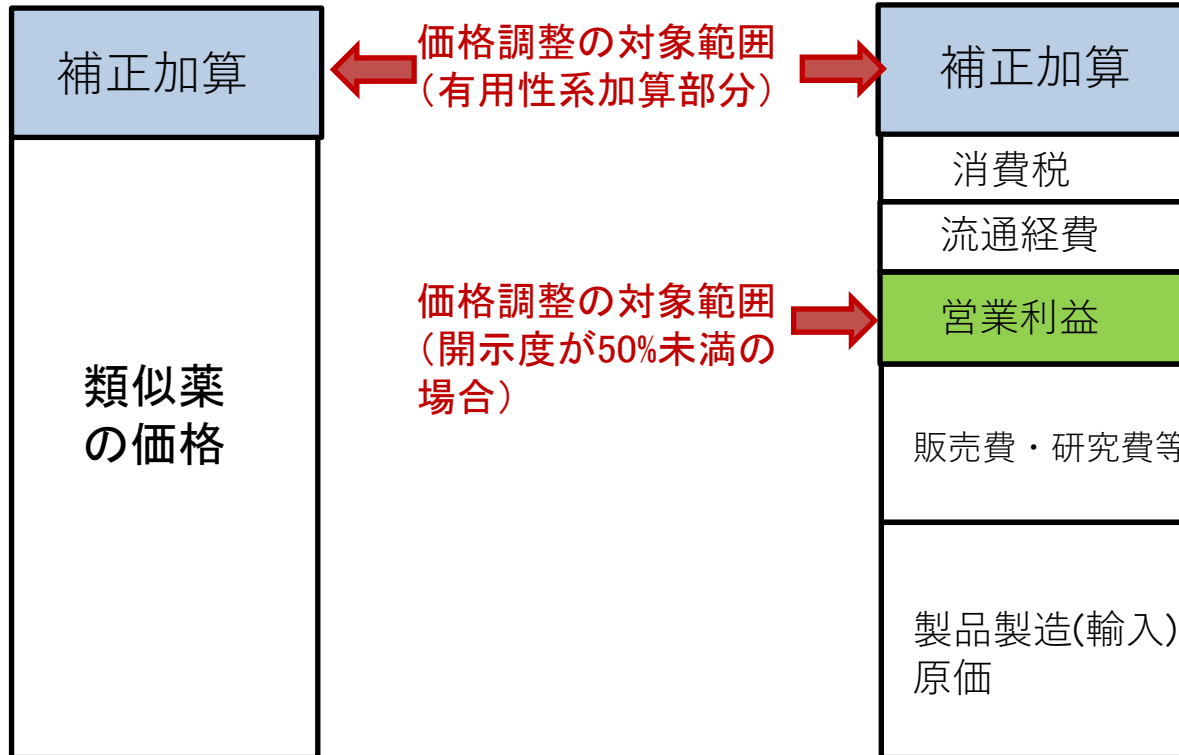 補正加算
類似薬
の価格
価格調整の対象範囲
（有用性系加算部分）
価格調整の対象範囲
（開示度が50%未満の
場合）
補正加算
消費税
流通経費
営業利益
販売費・研究費等
製品製造(輸入)
原価